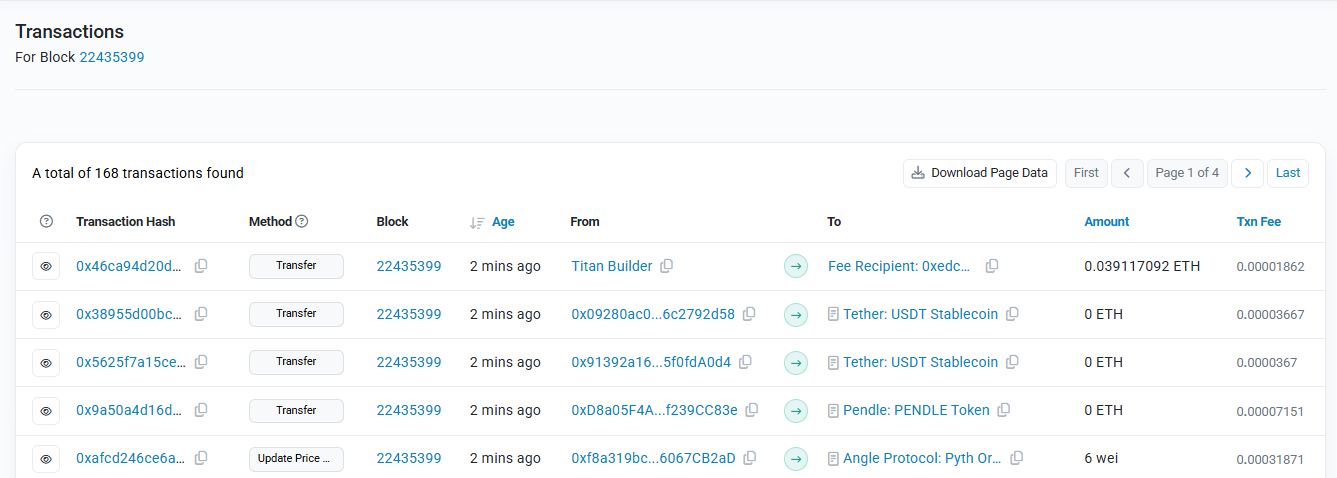 Transactions
For Block 22435399
A total of 168 transactions found Download Page Data First Page 1 of 4 Last
Transaction Hash Method Block Age From To Amount Txn Fee
0x46ca94d20d... Transfer 22435399 2 mins ago Titan Builder Fee Recipient: 0xedc... 0.039117092 ETH 0.00001862
0x38955d00bc... Transfer 22435399 2 mins ago 0x09280ac0...6c2792d58 Tether: USDT Stablecoin 0 ETH 0.00003667
0x5625f7a15ce... Transfer 22435399 2 mins ago 0x91392a16...5f0fdA0d4 Tether: USDT Stablecoin 0 ETH 0.0000367
0x9a50a4d16d... Transfer 22435399 2 mins ago 0xD8a05F4A...f239CC83e Pendle: PENDLE Token 0 ETH 0.00007151
0xafcd246ce6a... Update Price ... 22435399 2 mins ago 0xf8a319bc...6067CB2aD Angle Protocol: Pyth Or... 6 wei 0.00031871